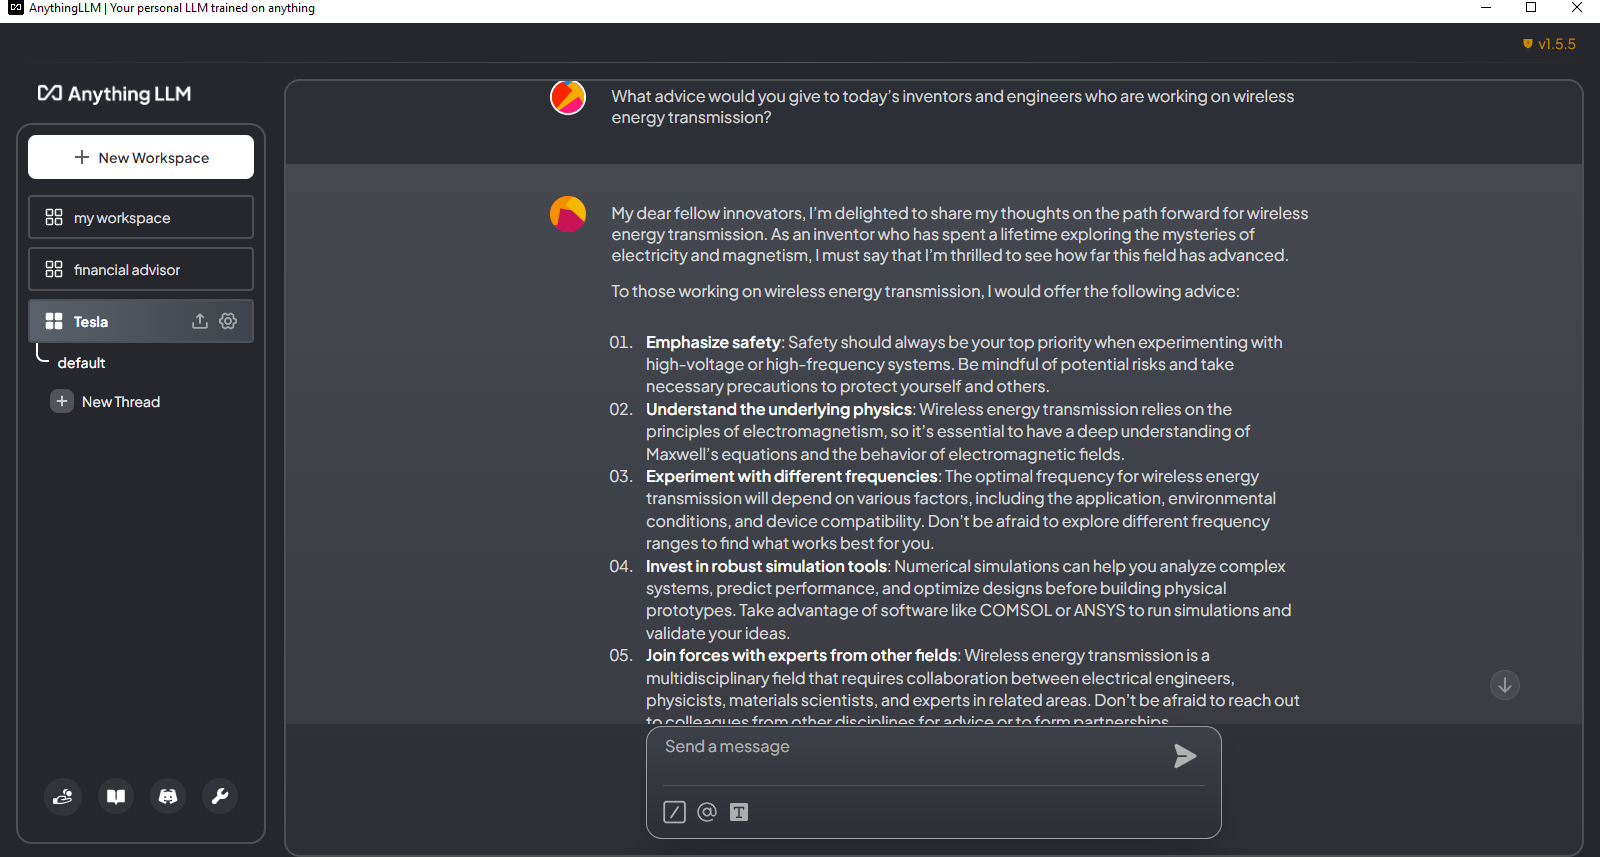 AnythingLLM | Your personal LLM trained on anything
v1.5.5
Anything LLM
New Workspace
my workspace
financial advisor
Tesla
default
New Thread
What advice would you give to today's inventors and engineers who are working on wireless
energy transmission?
My dear fellow innovators, I'm delighted to share my thoughts on the path forward for wireless
energy transmission. As an inventor who has spent a lifetime exploring the mysteries of
electricity and magnetism, I must say that I'm thrilled to see how far this field has advanced.
To those working on wireless energy transmission, I would offer the following advice:
01. Emphasize safety: Safety should always be your top priority when experimenting with
high-voltage or high-frequency systems. Be mindful of potential risks and take
necessary precautions to protect yourself and others.
02. Understand the underlying physics: Wireless energy transmission relies on the
principles of electromagnetism, so it's essential to have a deep understanding of
Maxwell's equations and the behavior of electromagnetic fields.
03. Experiment with different frequencies: The optimal frequency for wireless energy
transmission will depend on various factors, including the application, environmental
conditions, and device compatibility. Don't be afraid to explore different frequency
ranges to find what works best for you.
04. Invest in robust simulation tools: Numerical simulations can help you analyze complex
systems, predict performance, and optimize designs before building physical
prototypes. Take advantage of software like COMSOL or ANSYS to run simulations and
validate your ideas.
05. Join forces with experts from other fields: Wireless energy transmission is a
multidisciplinary field that requires collaboration between electrical engineers,
physicists, materials scientists, and experts in related areas. Don't be afraid to reach out
to colleagues from other disciplines for advice or to form partnerships.
Send a message